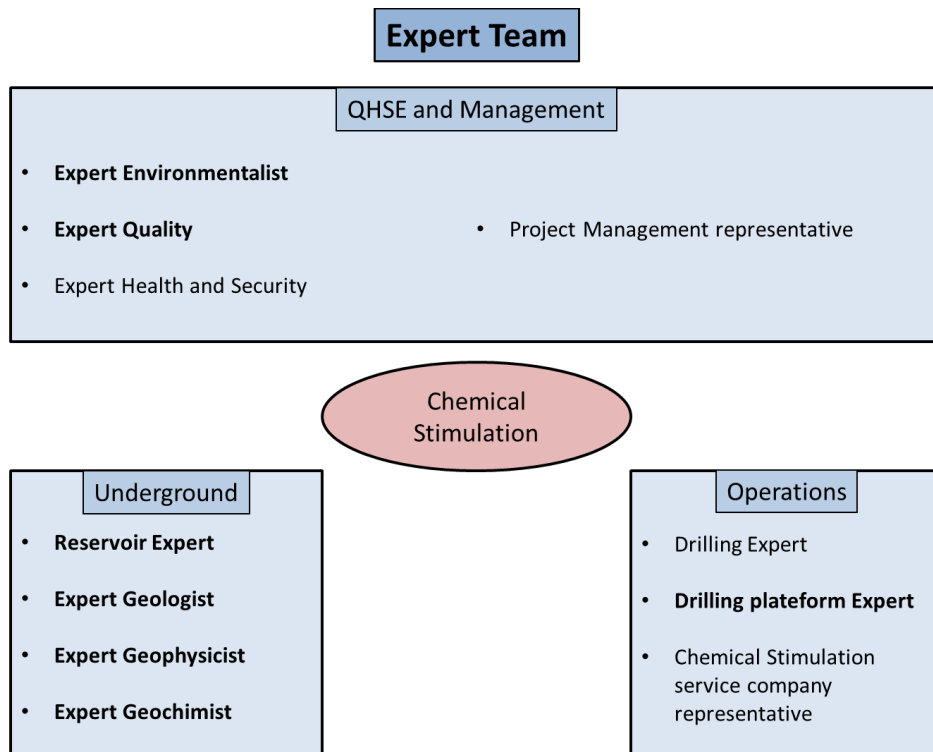 Expert Team
QHSE and Management
• Expert Environmentalist
• Expert Quality
• Expert Health and Security
• Project Management representative
Chemical
Stimulation
Underground
• Reservoir Expert
• Expert Geologist
• Expert Geophysicist
• Expert Geochimist
Operations
• Drilling Expert
• Drilling plateform Expert
• Chemical Stimulation
service company
representative